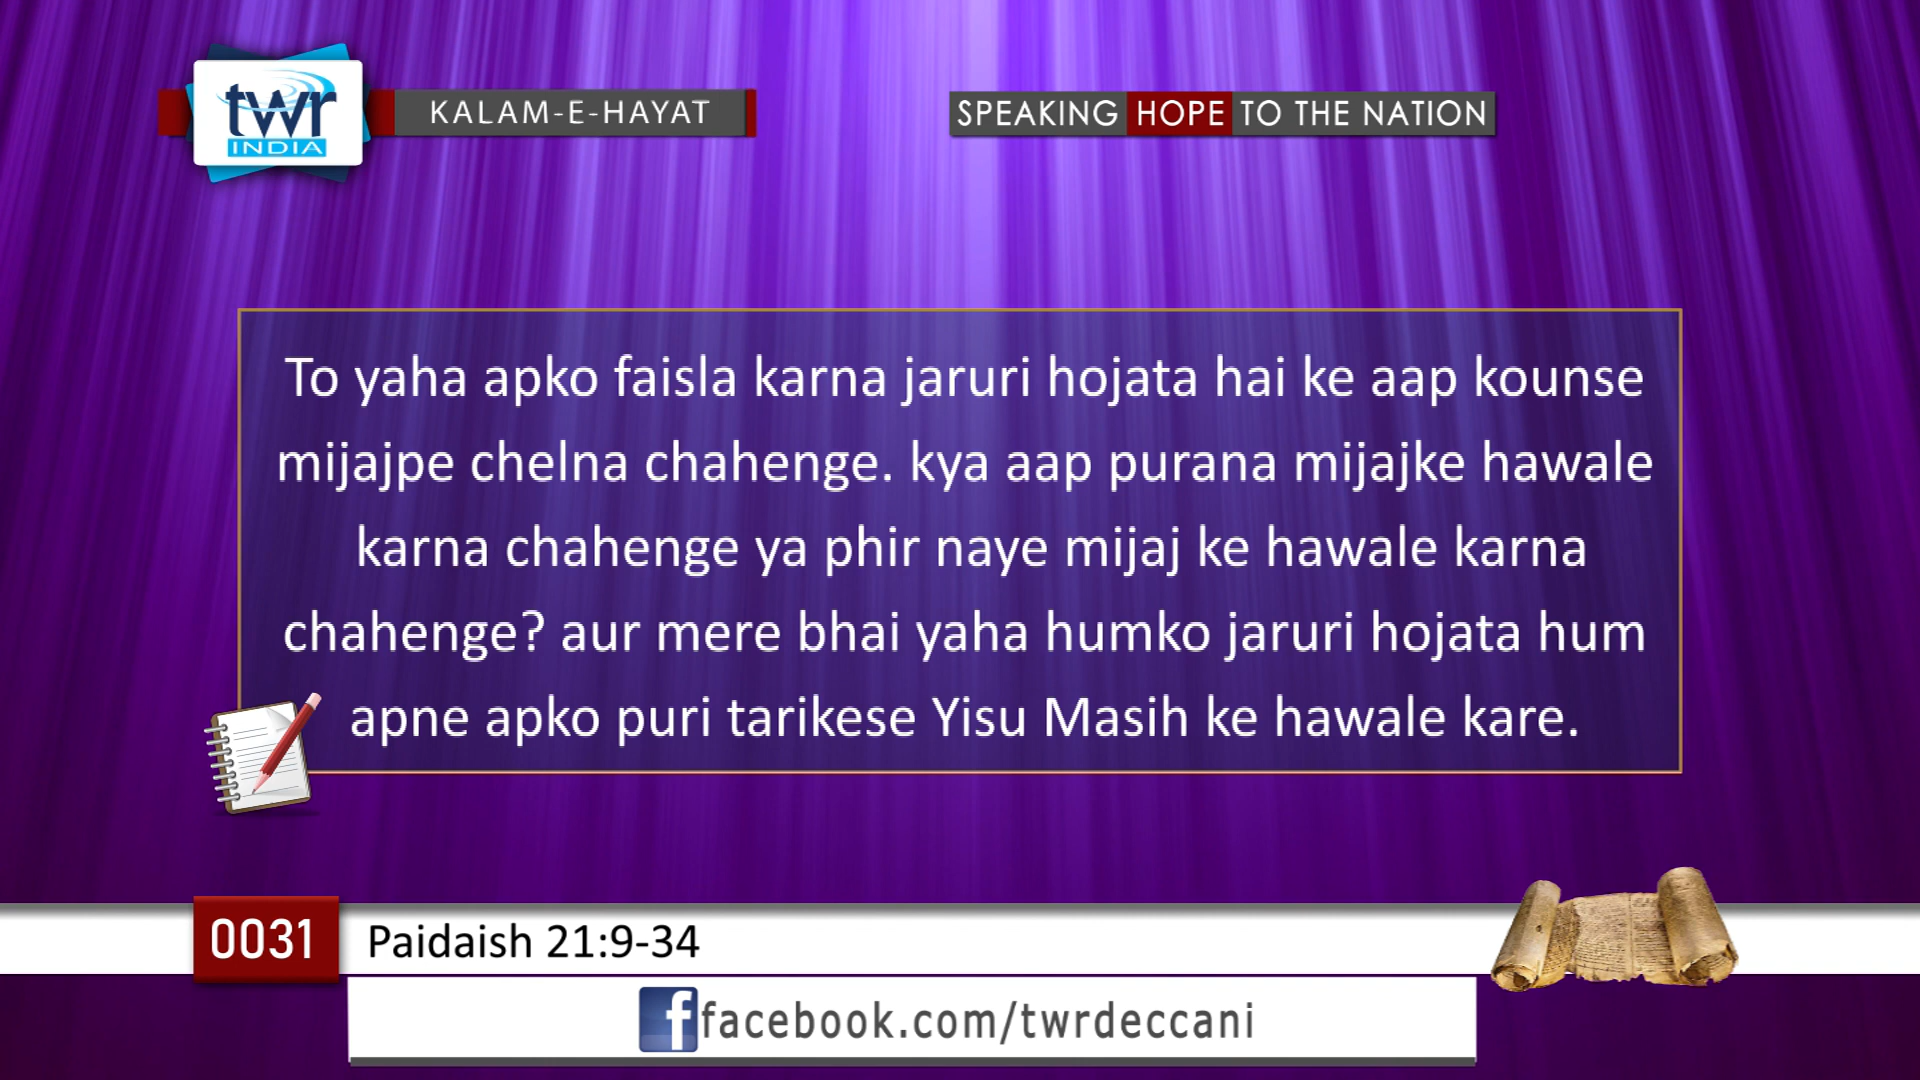 twr
INDIA
KALAM-E-HAYAT
SPEAKING HOPE TO THE NATION
To yaha apko faisla karna jaruri hojata hai ke aap kounse
mijajpe chelna chahenge. kya aap purana mijajke hawale
karna chahenge ya phir naye mijaj ke hawale karna
chahenge? aur mere bhai yaha humko jaruri hojata hum
apne apko puri tarikese Yisu Masih ke hawale kare.
0031
Paidaish 21:9-34
facebook.com/twrdeccani